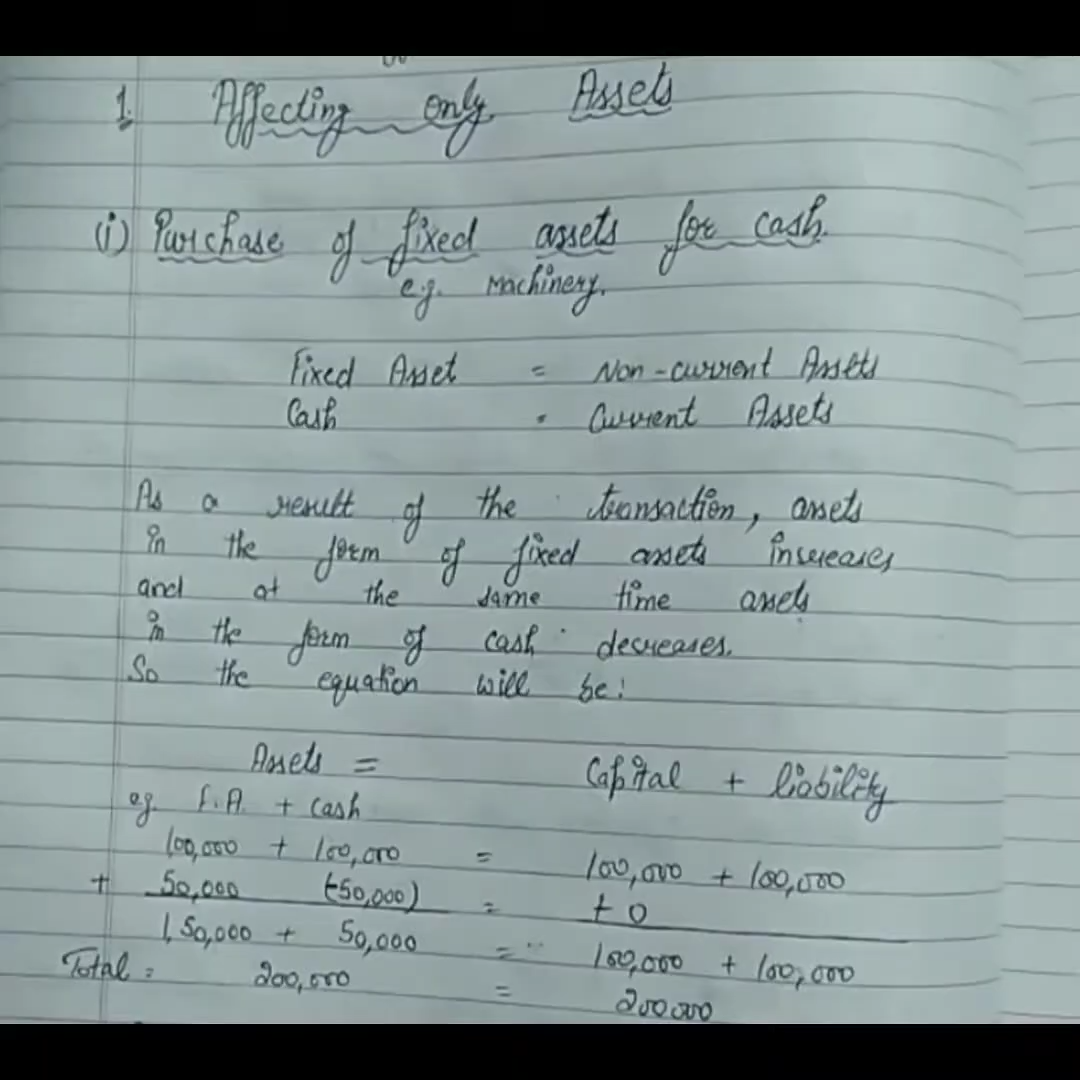 1. Affecting only Assets
(i) Purchase of fixed assets for cash.
e.g. Machinery.
Fixed Asset = Non-current Assets
Cash = Current Assets
As a result of the transaction, assets
in the form of fixed assets increases
and at the same time assets
in the form of cash decreases.
So the equation will be:
Assets = Capital + liability
eg. F.A. + cash
100,000 + 100,000 = 100,000 + 100,000
+ 50,000 (-50,000) = + 0
1,50,000 + 50,000 = 100,000 + 100,000
Total = 200,000 = 200000